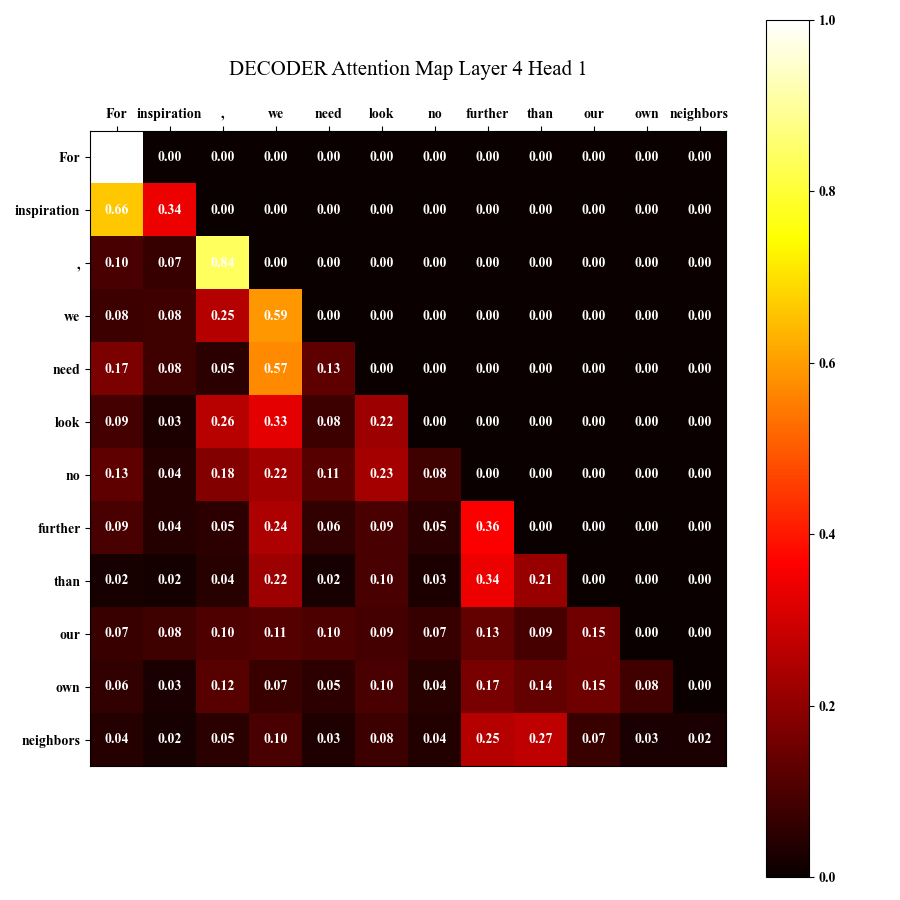 DECODER Attention Map Layer 4 Head 1
For inspiration , we need look no further than our own neighbors
For 0.00 0.00 0.00 0.00 0.00 0.00 0.00 0.00 0.00 0.00 0.00
inspiration 0.66 0.34 0.00 0.00 0.00 0.00 0.00 0.00 0.00 0.00 0.00 0.00
, 0.10 0.07 0.84 0.00 0.00 0.00 0.00 0.00 0.00 0.00 0.00 0.00
we 0.08 0.08 0.25 0.59 0.00 0.00 0.00 0.00 0.00 0.00 0.00 0.00
need 0.17 0.08 0.05 0.57 0.13 0.00 0.00 0.00 0.00 0.00 0.00 0.00
look 0.09 0.03 0.26 0.33 0.08 0.22 0.00 0.00 0.00 0.00 0.00 0.00
no 0.13 0.04 0.18 0.22 0.11 0.23 0.08 0.00 0.00 0.00 0.00 0.00
further 0.09 0.04 0.05 0.24 0.06 0.09 0.05 0.36 0.00 0.00 0.00 0.00
than 0.02 0.02 0.04 0.22 0.02 0.10 0.03 0.34 0.21 0.00 0.00 0.00
our 0.07 0.08 0.10 0.11 0.10 0.09 0.07 0.13 0.09 0.15 0.00 0.00
own 0.06 0.03 0.12 0.07 0.05 0.10 0.04 0.17 0.14 0.15 0.08 0.00
neighbors 0.04 0.02 0.05 0.10 0.03 0.08 0.04 0.25 0.27 0.07 0.03 0.02
1.0
0.8
0.6
0.4
0.2
0.0